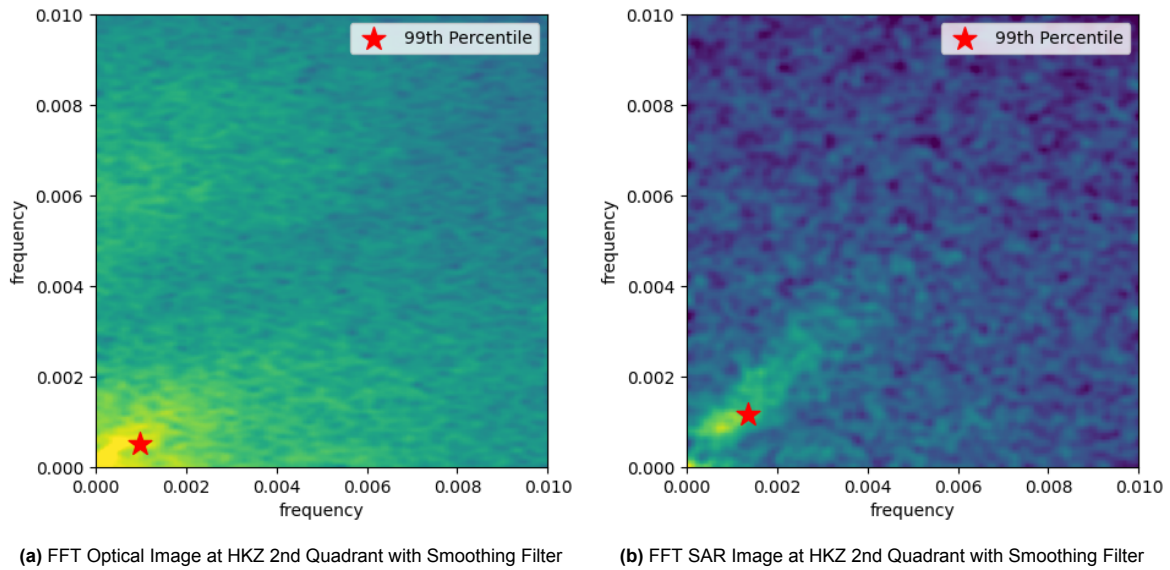 0.010
0.008
0.006
0.004
0.002
0.000
frequency
0.000 0.002 0.004 0.006 0.008 0.010
frequency
99th Percentile
(a) FFT Optical Image at HKZ 2nd Quadrant with Smoothing Filter
0.010
0.008
0.006
0.004
0.002
0.000
frequency
0.000 0.002 0.004 0.006 0.008 0.010
frequency
99th Percentile
(b) FFT SAR Image at HKZ 2nd Quadrant with Smoothing Filter